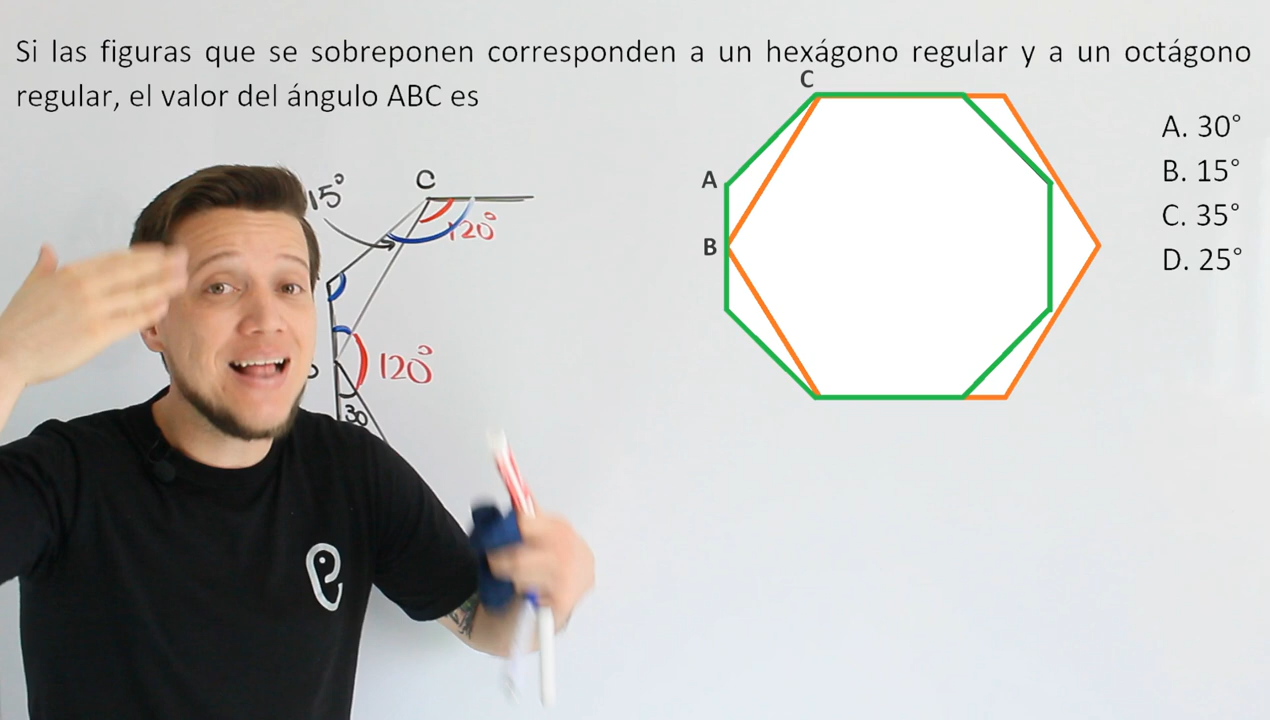 Si las figuras que se sobreponen corresponden a un hexágono regular y a un octágono
regular, el valor del ángulo ABC es
C
A
B
A. 30°
B. 15°
C. 35°
D. 25°
15°
C
120°
120°
30